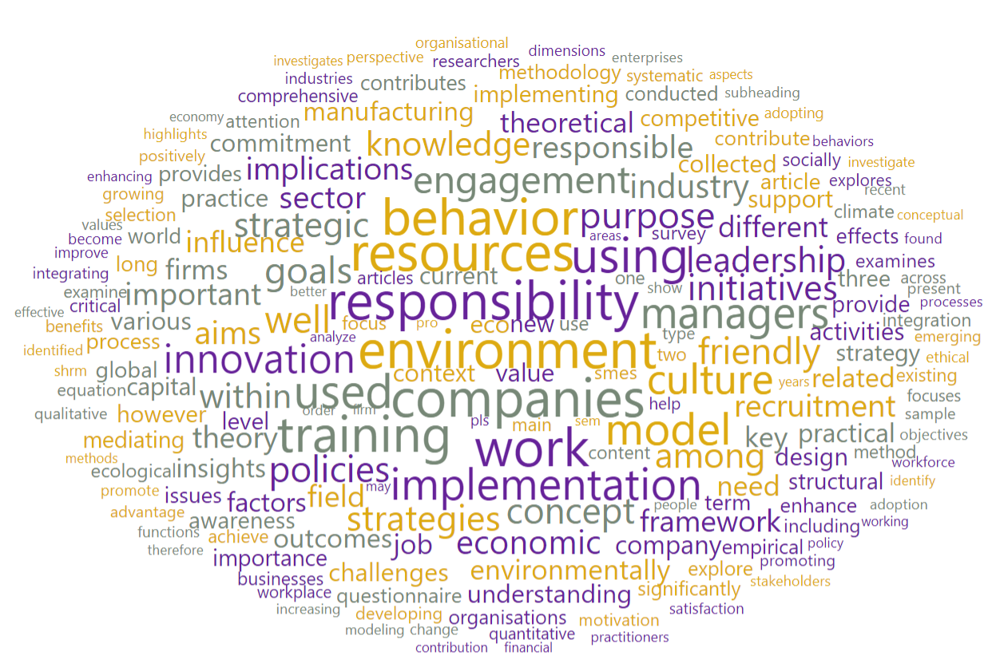 organisational
dimensions
investigates
perspective
researchers
enterprises
industries
contributes
methodology
systematic
aspects
comprehensive
implementing
conducted
subheading
economy
attention
manufacturing
theoretical
competitive
adopting
highlights
commitment
knowledge
responsible
contribute
behaviors
positively
enhancing
provides
implications
engagement
industry
collected
socially
investigate
growing
practice
sector
article
explores
support
recent
selection
strategic
behavior
purpose
different
climate
conceptual
values
become
world
influence
areas
survey
effects
found
improve
integrating
long
firms
goals
resources
using
leadership
examines
articles
current
one
show
initiatives
three
across
examine
important
better
responsibility
managers
provide
present
processes
effective
critical
benefits
various
aims
well
focus
pro
eco
new
use
type
activities
integration
emerging
analyze
identified
process
innovation
environment
two
friendly
strategy
ethical
shrm
global
context
value
smes
culture
years
related
existing
equation
capital
within
used
companies
help
recruitment
focuses
sample
qualitative
however
level
order
firm
pls
main
sem
model
key
practical
objectives
mediating
theory
training
work
content
among
design
method
workforce
methods
ecological
insights
policies
implementation
need
structural
identify
promote
issues
factors
field
may
strategies
concept
people
term
enhance
adoption
advantage
awareness
framework
including
working
functions
achieve
outcomes
job
economic
company
empirical
policy
therefore
importance
promoting
businesses
challenges
environmentally
explore
stakeholders
workplace
questionnaire
understanding
significantly
increasing
developing
organisations
motivation
satisfaction
modeling
change
quantitative
practitioners
contribution
financial